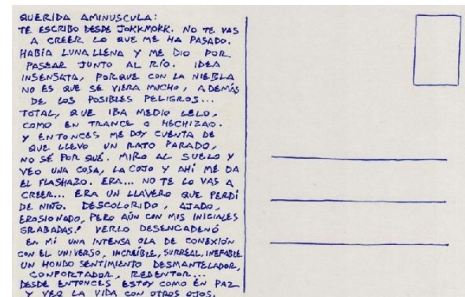 QUERIDA AMINUSCULA:
TE ESCRIBO DESDE JOKKMOKK. NO TE VAS
A CREER LO QUE ME HA PASADO.
HABÍA LUNA LLENA Y ME DIO POR
PASEAR JUNTO AL RÍO. IDEA
INSENSATA, PORQUE CON LA NIEBLA
NO ES QUE SE VIERA MUCHO, ADEMÁS
DE LOS POSIBLES PELIGROS...
TOTAL, QUE IBA MEDIO LELO,
COMO EN TRANCE O HECHIZAO.
Y ENTONCES ME DOY CUENTA DE
QUE LLEVO UN RATO PARADO,
NO SÉ POR QUÉ. MIRO AL SUELO Y
VEO UNA COSA, LA COJO Y AHÍ ME DA
EL FLASHAZO. ERA... NO TE LO VAS A
CREER... ERA UN LLAVERO QUE PERDÍ
DE NIÑO. DESCOLORIDO, AJADO,
EROSIONADO, PERO AÚN CON MIS INICIALES
GRABADAS! VERLO DESENCADENÓ
EN MÍ UNA INTENSA OLA DE CONEXIÓN
CON EL UNIVERSO, INCREÍBLE, SURREAL, INEFABLE
UN HONDO SENTIMIENTO DESMANTELADOR,
CONFORTADOR, REDENTOR...
DESDE ENTONCES ESTOY COMO EN PAZ
Y VEO LA VIDA CON OTROS OJOS.